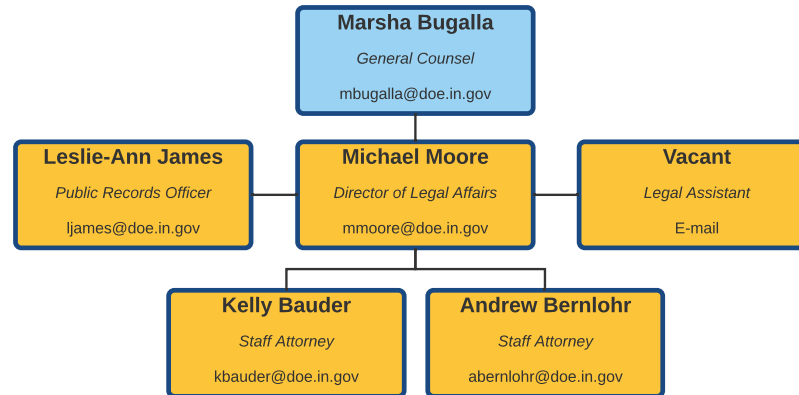 Marsha Bugalla
General Counsel
mbugalla@doe.in.gov
Leslie-Ann James
Public Records Officer
ljames@doe.in.gov
Michael Moore
Director of Legal Affairs
mmoore@doe.in.gov
Vacant
Legal Assistant
E-mail
Kelly Bauder
Staff Attorney
kbauder@doe.in.gov
Andrew Bernlohr
Staff Attorney
abernlohr@doe.in.gov